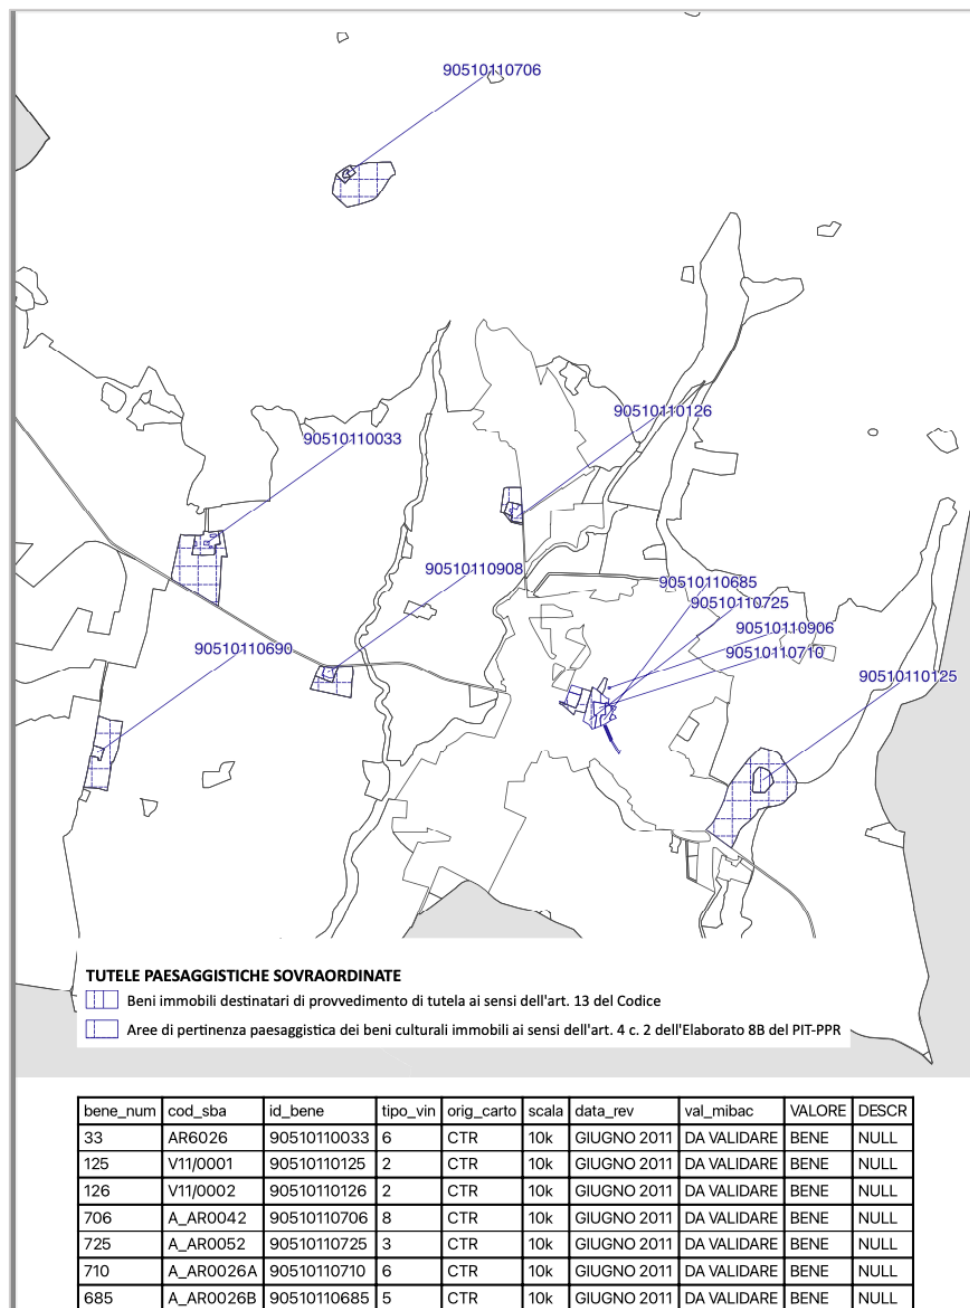 90510110706
90510110126
90510110033
90510110908
90510110685
90510110725
90510110906
90510110710
90510110690
90510110125
TUTELE PAESAGGISTICHE SOVRAORDINATE
Beni immobili destinatari di provvedimento di tutela ai sensi dell'art. 13 del Codice
Aree di pertinenza paesaggistica dei beni culturali immobili ai sensi dell'art. 4 c. 2 dell'Elaborato 8B del PIT-PPR
bene_num cod_sba id_bene tipo_vin orig_carto scala data_rev val_mibac VALORE DESCR
33 AR6026 90510110033 6 CTR 10k GIUGNO 2011 DA VALIDARE BENE NULL
125 V11/0001 90510110125 2 CTR 10k GIUGNO 2011 DA VALIDARE BENE NULL
126 V11/0002 90510110126 2 CTR 10k GIUGNO 2011 DA VALIDARE BENE NULL
706 A_AR0042 90510110706 8 CTR 10k GIUGNO 2011 DA VALIDARE BENE NULL
725 A_AR0052 90510110725 3 CTR 10k GIUGNO 2011 DA VALIDARE BENE NULL
710 A_AR0026A 90510110710 6 CTR 10k GIUGNO 2011 DA VALIDARE BENE NULL
685 A_AR0026B 90510110685 5 CTR 10k GIUGNO 2011 DA VALIDARE BENE NULL